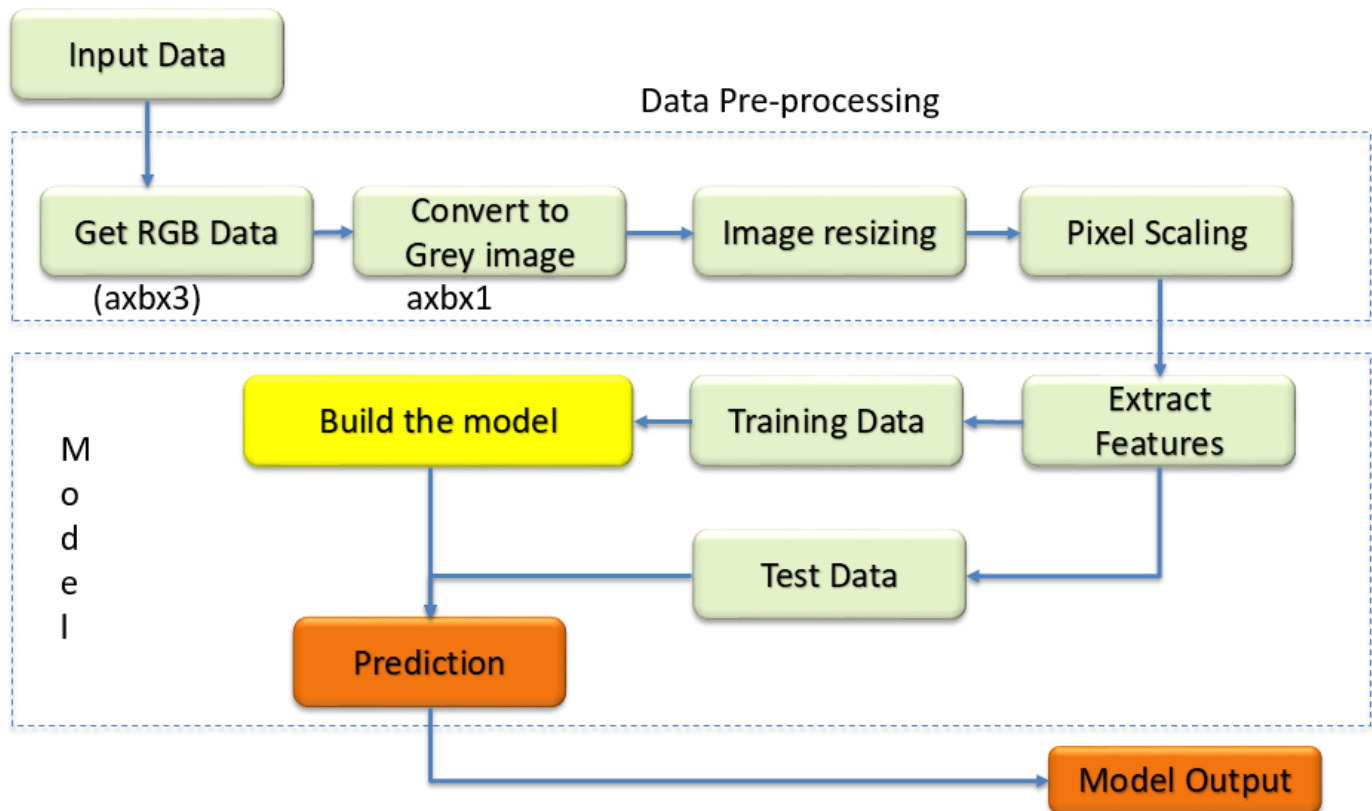 Input Data
Data Pre-processing
Get RGB Data
(axbx3)
Convert to
Grey image
axbx1
Image resizing
Pixel Scaling
Model
Build the model
Training Data
Extract
Features
Test Data
Prediction
Model Output